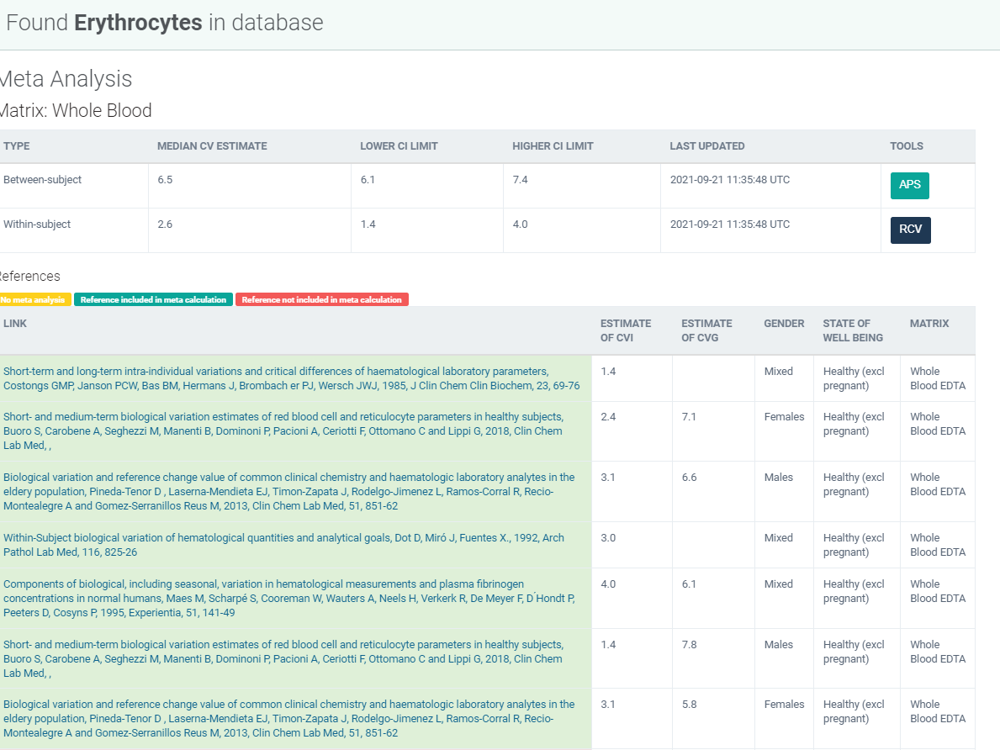 Found Erythrocytes in database
Meta Analysis
Matrix: Whole Blood
TYPE MEDIAN CV ESTIMATE LOWER CI LIMIT HIGHER CI LIMIT LAST UPDATED TOOLS
Between-subject 6.5 6.1 7.4 2021-09-21 11:35:48 UTC APS
Within-subject 2.6 1.4 4.0 2021-09-21 11:35:48 UTC RCV
References
No meta analysis Reference included in meta calculation Reference not included in meta calculation
LINK ESTIMATE OF CVI ESTIMATE OF CVG GENDER STATE OF WELL BEING MATRIX
Short-term and long-term intra-individual variations and critical differences of haematological laboratory parameters,
Costongs GMP, Janson PCW, Bas BM, Hermans J, Brombach er PJ, Wersch JWJ, 1985, J Clin Chem Clin Biochem, 23, 69-76
1.4 Mixed Healthy (excl pregnant) Whole Blood EDTA
Short- and medium-term biological variation estimates of red blood cell and reticulocyte parameters in healthy subjects,
Buoro S, Carobene A, Seghezzi M, Manenti B, Dominoni P, Pacioni A, Ceriotti F, Ottomano C and Lippi G, 2018, Clin Chem
Lab Med, ,
2.4 7.1 Females Healthy (excl pregnant) Whole Blood EDTA
Biological variation and reference change value of common clinical chemistry and haematologic laboratory analytes in the
eldery population, Pineda-Tenor D , Laserna-Mendieta EJ, Timon-Zapata J, Rodelgo-Jimenez L, Ramos-Corral R, Recio-
Montealegre A and Gomez-Serranillos Reus M, 2013, Clin Chem Lab Med, 51, 851-62
3.1 6.6 Males Healthy (excl pregnant) Whole Blood EDTA
Within-Subject biological variation of hematological quantities and analytical goals, Dot D, Miró J, Fuentes X., 1992, Arch
Pathol Lab Med, 116, 825-26
3.0 Mixed Healthy (excl pregnant) Whole Blood EDTA
Components of biological, including seasonal, variation in hematological measurements and plasma fibrinogen
concentrations in normal humans, Maes M, Scharpé S, Cooreman W, Wauters A, Neels H, Verkerk R, De Meyer F, D´Hondt P,
Peeters D, Cosyns P, 1995, Experientia, 51, 141-49
4.0 6.1 Mixed Healthy (excl pregnant) Whole Blood EDTA
Short- and medium-term biological variation estimates of red blood cell and reticulocyte parameters in healthy subjects,
Buoro S, Carobene A, Seghezzi M, Manenti B, Dominoni P, Pacioni A, Ceriotti F, Ottomano C and Lippi G, 2018, Clin Chem
Lab Med, ,
1.4 7.8 Males Healthy (excl pregnant) Whole Blood EDTA
Biological variation and reference change value of common clinical chemistry and haematologic laboratory analytes in the
eldery population, Pineda-Tenor D , Laserna-Mendieta EJ, Timon-Zapata J, Rodelgo-Jimenez L, Ramos-Corral R, Recio-
Montealegre A and Gomez-Serranillos Reus M, 2013, Clin Chem Lab Med, 51, 851-62
3.1 5.8 Females Healthy (excl pregnant) Whole Blood EDTA